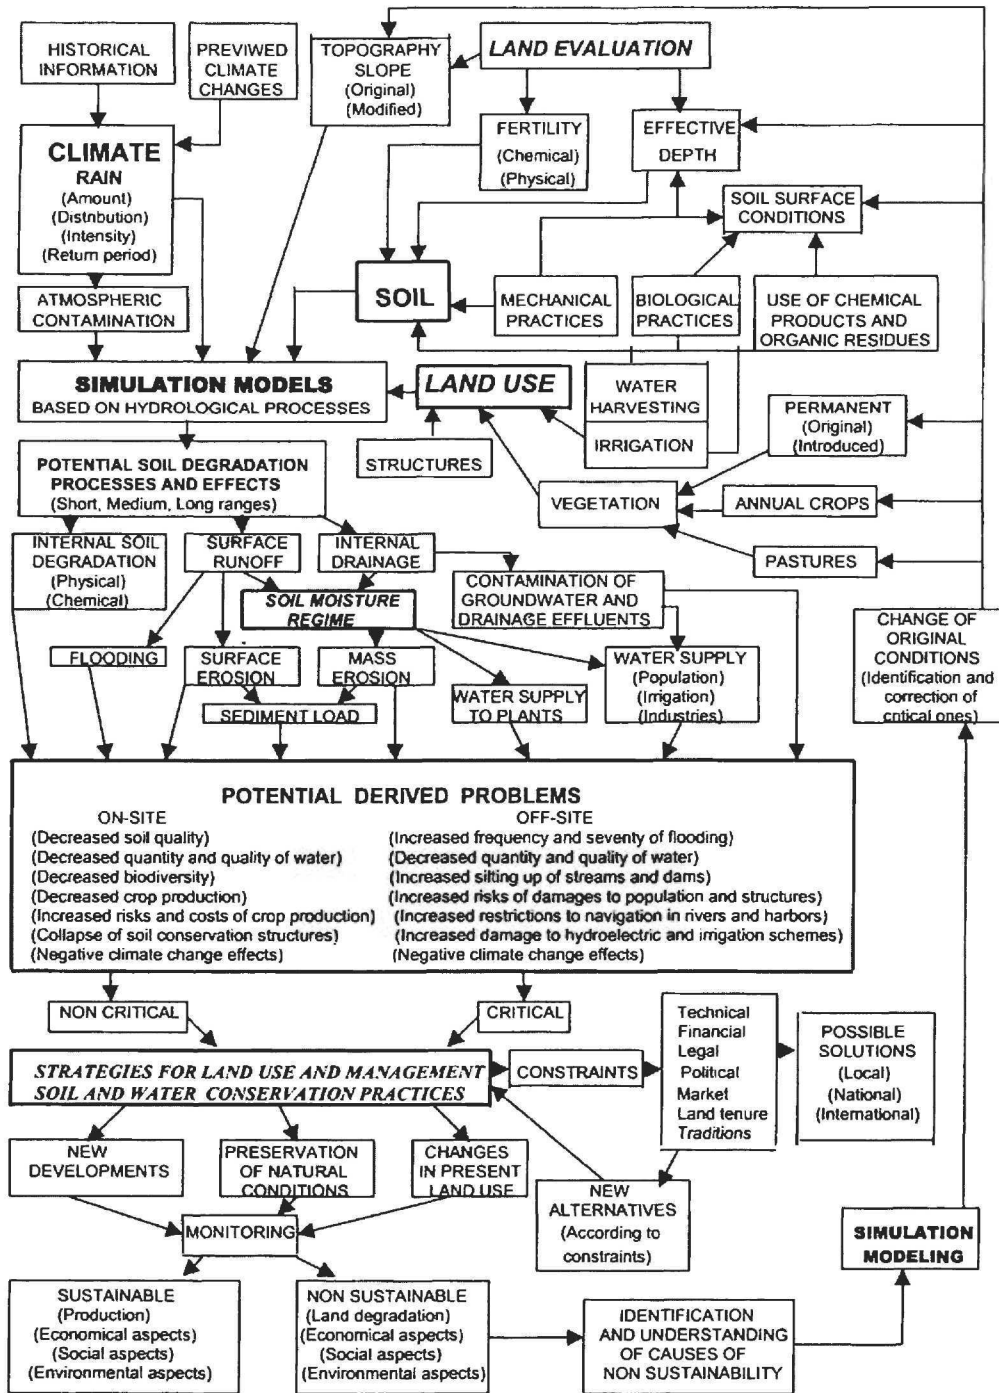 HISTORICAL
INFORMATION
PREVIWED
CLIMATE
CHANGES
TOPOGRAPHY
SLOPE
(Original)
(Modified)
LAND EVALUATION
FERTILITY
(Chemical)
(Physical)
EFFECTIVE
DEPTH
CLIMATE
RAIN
(Amount)
(Distnbution)
(Intensity)
(Return period)
SOIL SURFACE
CONDITIONS
ATMOSPHERIC
CONTAMINATION
SOIL
MECHANICAL
PRACTICES
BIOLOGICAL
PRACTICES
USE OF CHEMICAL
PRODUCTS AND
ORGANIC RESIDUES
SIMULATION MODELS
BASED ON HYDROLOGICAL PROCESSES
LAND USE
WATER
HARVESTING
IRRIGATION
PERMANENT
(Original)
(Introduced)
POTENTIAL SOIL DEGRADATION
PROCESSES AND EFFECTS
(Short, Medium, Long ranges)
STRUCTURES
VEGETATION
ANNUAL CROPS
PASTURES
INTERNAL SOIL
DEGRADATION
(Physical)
(Chemical)
SURFACE
RUNOFF
INTERNAL
DRAINAGE
CONTAMINATION OF
GROUNDWATER AND
DRAINAGE EFFLUENTS
SOIL MOISTURE
REGIME
CHANGE OF
ORIGINAL
CONDITIONS
(Identification and
correction of
cntical ones)
FLOODING
SURFACE
EROSION
MASS
EROSION
WATER SUPPLY
(Population)
(Irrigation)
(Industries)
SEDIMENT LOAD
WATER SUPPLY
TO PLANTS
POTENTIAL DERIVED PROBLEMS
ON-SITE
(Decreased soil quality)
(Decreased quantity and quality of water)
(Decreased biodiversity)
(Decreased crop production)
(Increased risks and costs of crop production)
(Collapse of soil conservation structures)
(Negative climate change effects)
OFF-SITE
(Increased frequency and seventy of flooding)
(Decreased quantity and quality of water)
(Increased silting up of streams and dams)
(Increased risks of damages to population and structures)
(Increased restrictions to navigation in rivers and harbors)
(Increased damage to hydroelectric and irrigation schemes)
(Negative climate change effects)
NON CRITICAL
CRITICAL
STRATEGIES FOR LAND USE AND MANAGEMENT
SOIL AND WATER CONSERVATION PRACTICES
CONSTRAINTS
Technical
Financial
Legal
Political
Market
Land tenure
Traditions
POSSIBLE
SOLUTIONS
(Local)
(National)
(International)
NEW
DEVELOPMENTS
PRESERVATION
OF NATURAL
CONDITIONS
CHANGES
IN PRESENT
LAND USE
NEW
ALTERNATIVES
(According to
constraints)
MONITORING
SIMULATION
MODELING
SUSTAINABLE
(Production)
(Economical aspects)
(Social aspects)
(Environmental aspects)
NON SUSTAINABLE
(Land degradation)
(Economical aspects)
(Social aspects)
(Environmental aspects)
IDENTIFICATION
AND UNDERSTANDING
OF CAUSES OF
NON SUSTAINABILITY